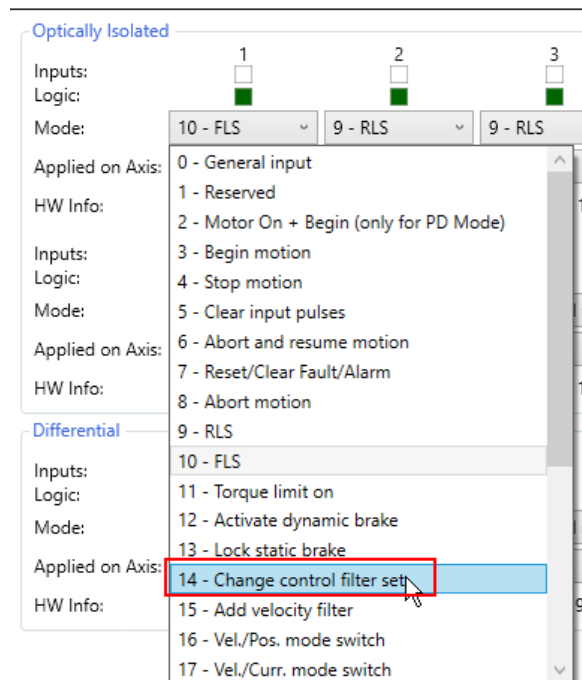 Optically Isolated
1 2 3
Inputs:
Logic:
Mode: 10 - FLS 9 - RLS 9 - RLS
Applied on Axis: 0 - General input
1 - Reserved
HW Info:
2 - Motor On + Begin (only for PD Mode)
Inputs: 3 - Begin motion
Logic: 4 - Stop motion
Mode: 5 - Clear input pulses
Applied on Axis: 6 - Abort and resume motion
7 - Reset/Clear Fault/Alarm
HW Info: 8 - Abort motion
Differential 9 - RLS
Inputs: 10 - FLS
Logic: 11 - Torque limit on
Mode: 12 - Activate dynamic brake
13 - Lock static brake
Applied on Axis: 14 - Change control filter set
HW Info: 15 - Add velocity filter
16 - Vel./Pos. mode switch
17 - Vel./Curr. mode switch